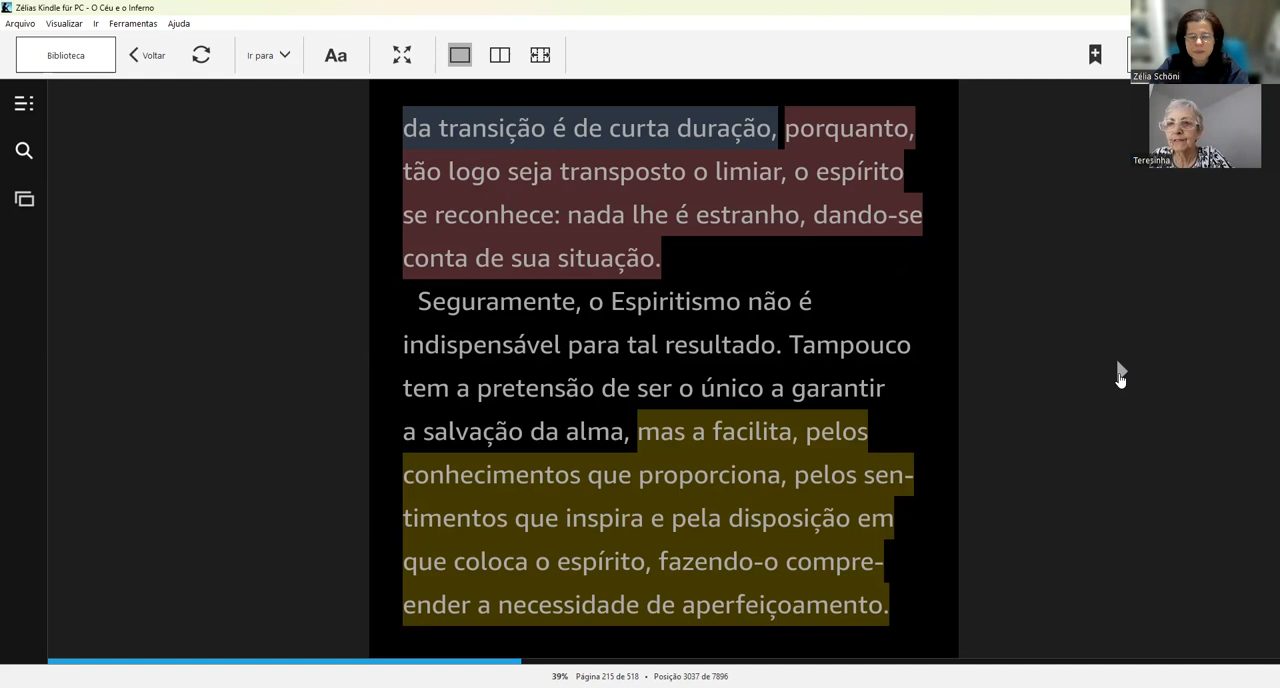 Zélias Kindle für PC - O Céu e o Inferno
Arquivo Visualizar Ir Ferramentas Ajuda
Biblioteca Voltar Ir para Aa
Zélia Schöni
Teresinha
da transição é de curta duração, porquanto,
tão logo seja transposto o limiar, o espírito
se reconhece: nada lhe é estranho, dando-se
conta de sua situação.
Seguramente, o Espiritismo não é
indispensável para tal resultado. Tampouco
tem a pretensão de ser o único a garantir
a salvação da alma, mas a facilita, pelos
conhecimentos que proporciona, pelos sen-
timentos que inspira e pela disposição em
que coloca o espírito, fazendo-o compre-
ender a necessidade de aperfeiçoamento.
39% Página 215 de 518 • Posição 3037 de 7896